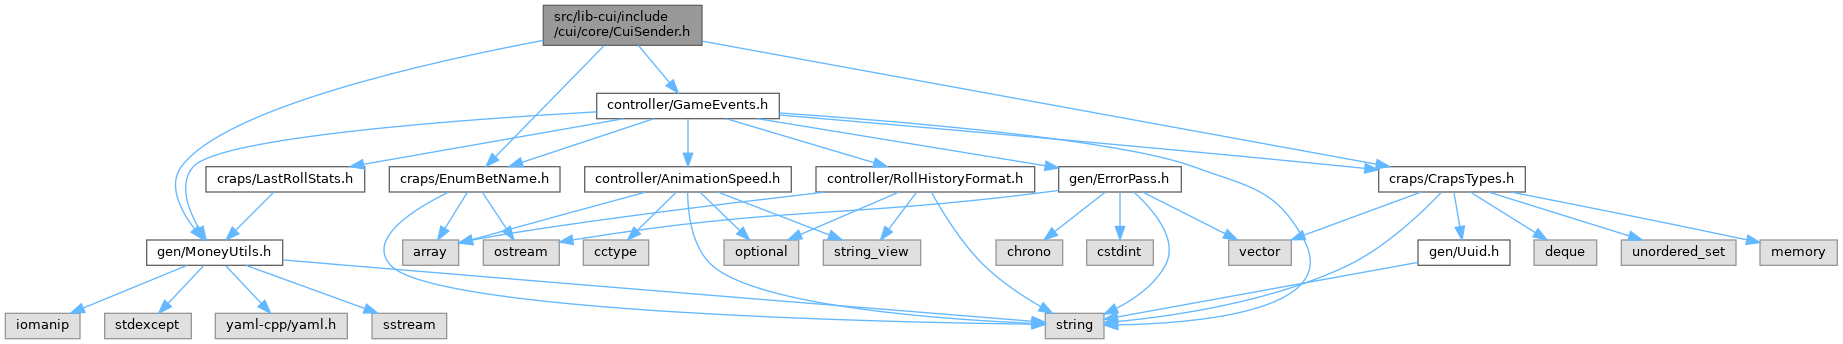 src/lib-cui/include
/cui/core/CuiSender.h
controller/GameEvents.h
craps/LastRollStats.h
craps/EnumBetName.h
controller/AnimationSpeed.h
controller/RollHistoryFormat.h
gen/ErrorPass.h
craps/CrapsTypes.h
gen/MoneyUtils.h
array
ostream
cctype
optional
string_view
chrono
cstdint
vector
gen/Uuid.h
deque
unordered_set
memory
iomanip
stdexcept
yaml-cpp/yaml.h
sstream
string